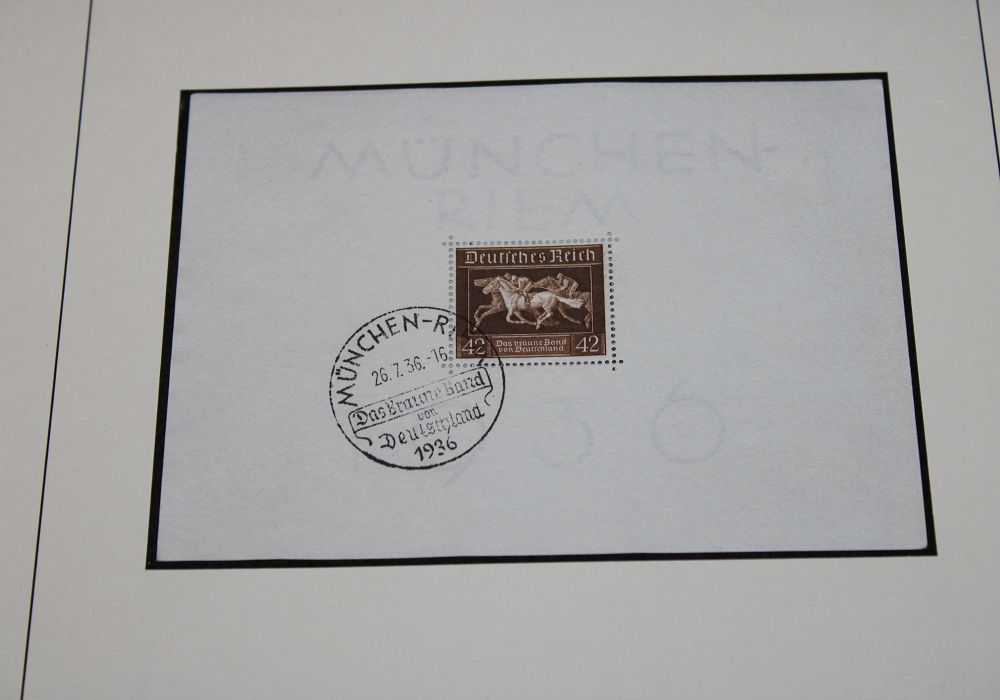 MÜNCHEN-
RIEM
Deutsches Reich
42 Das braune Band 42
von Deutschland
MÜNCHEN-R
26.7.36.-16
Das Braune Band
von
Deutschland
1936
1936